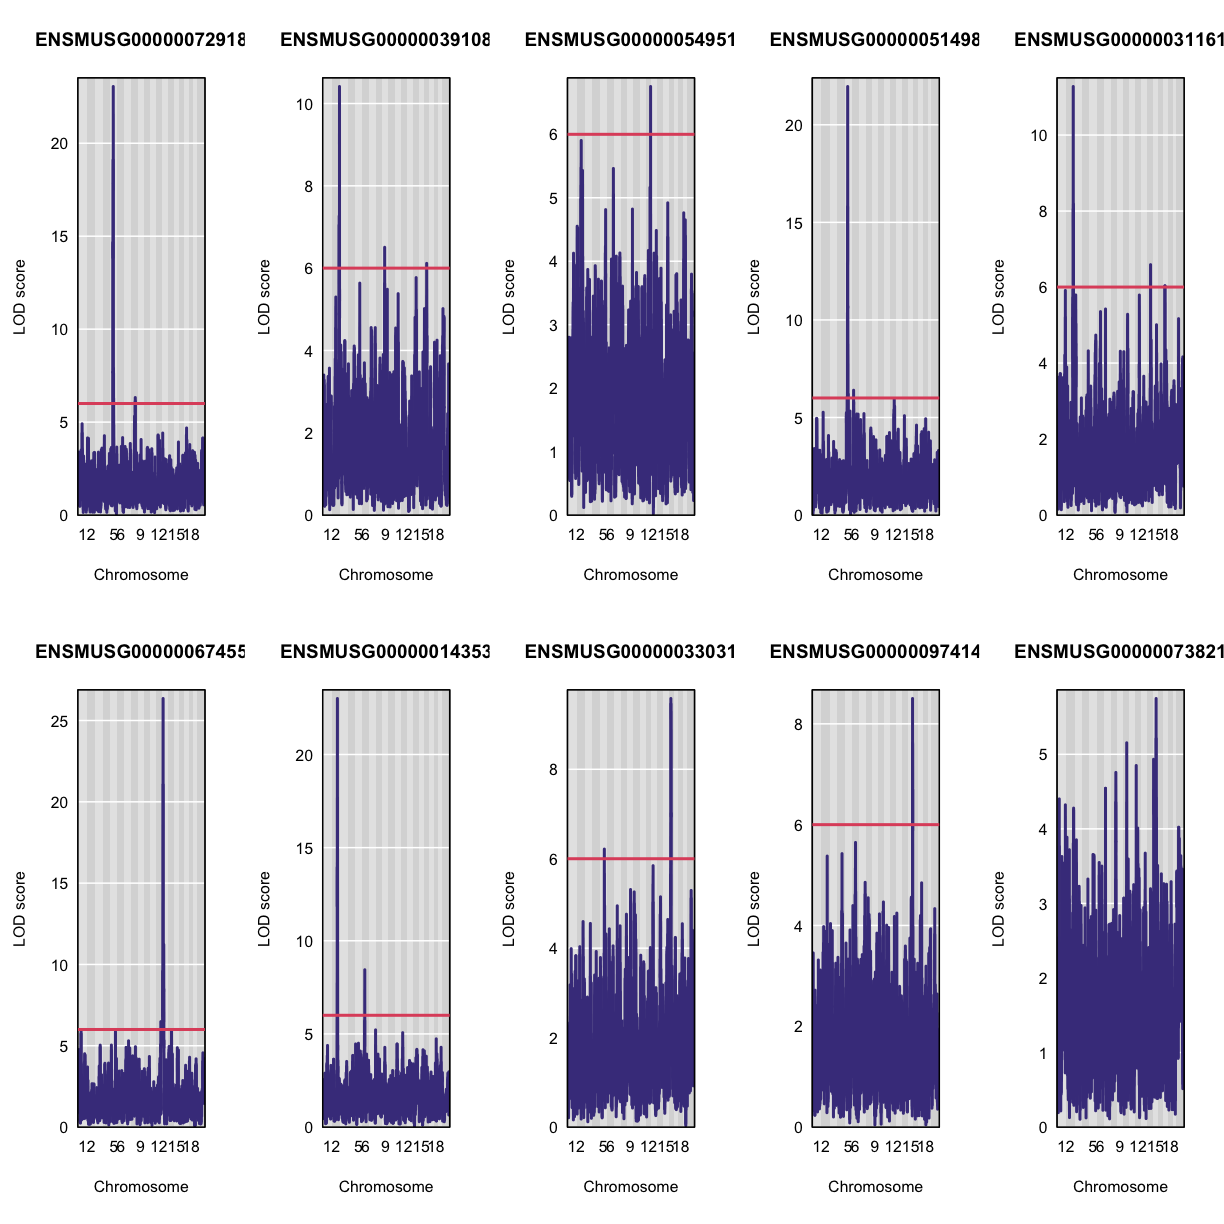 ENSMUSG00000072918 ENSMUSG00000039108 ENSMUSG00000054951 ENSMUSG00000051498 ENSMUSG00000031161
LOD score LOD score LOD score LOD score LOD score
20 10 6 20 10
15 8 5 15 8
10 6 4 10 6
5 4 3 5 4
0 2 2 0 2
0 1 0
0
12 56 9 121518 12 56 9 121518 12 56 9 121518 12 56 9 121518 12 56 9 121518
Chromosome Chromosome Chromosome Chromosome Chromosome
ENSMUSG00000067455 ENSMUSG00000014353 ENSMUSG00000033031 ENSMUSG00000097414 ENSMUSG00000073821
LOD score LOD score LOD score LOD score LOD score
25 20 8 8 5
20 15 6 6 4
15 10 4 4 3
10 5 2 2 2
5 0 0 0 1
0 0
12 56 9 121518 12 56 9 121518 12 56 9 121518 12 56 9 121518 12 56 9 121518
Chromosome Chromosome Chromosome Chromosome Chromosome